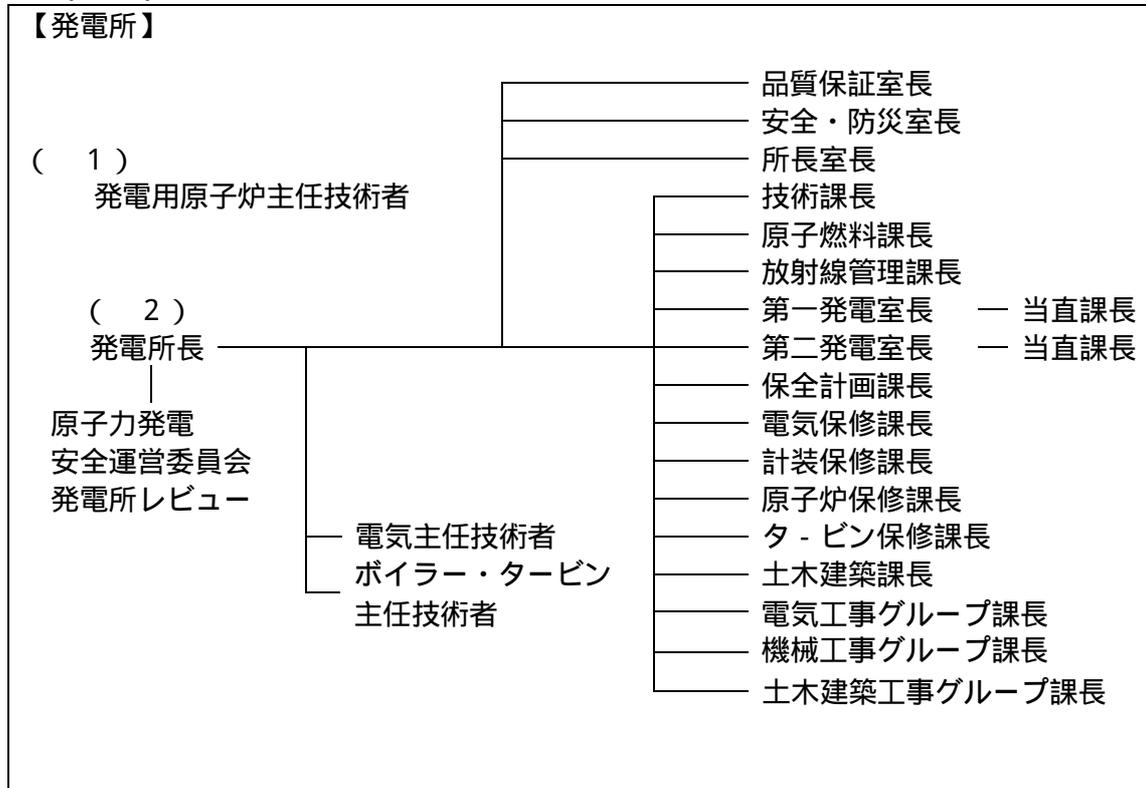 【発電所】
品質保証室長
安全・防災室長
( 1 )
所長室長
発電用原子炉主任技術者
技術課長
原子燃料課長
放射線管理課長
( 2 )
第一発電室長 ― 当直課長
発電所長
第二発電室長 ― 当直課長
保全計画課長
原子力発電
安全運営委員会
発電所レビュー
電気保修課長
計装保修課長
原子炉保修課長
電気主任技術者
タ‐ビン保修課長
ボイラー・タービン
主任技術者
土木建築課長
電気工事グループ課長
機械工事グループ課長
土木建築工事グループ課長